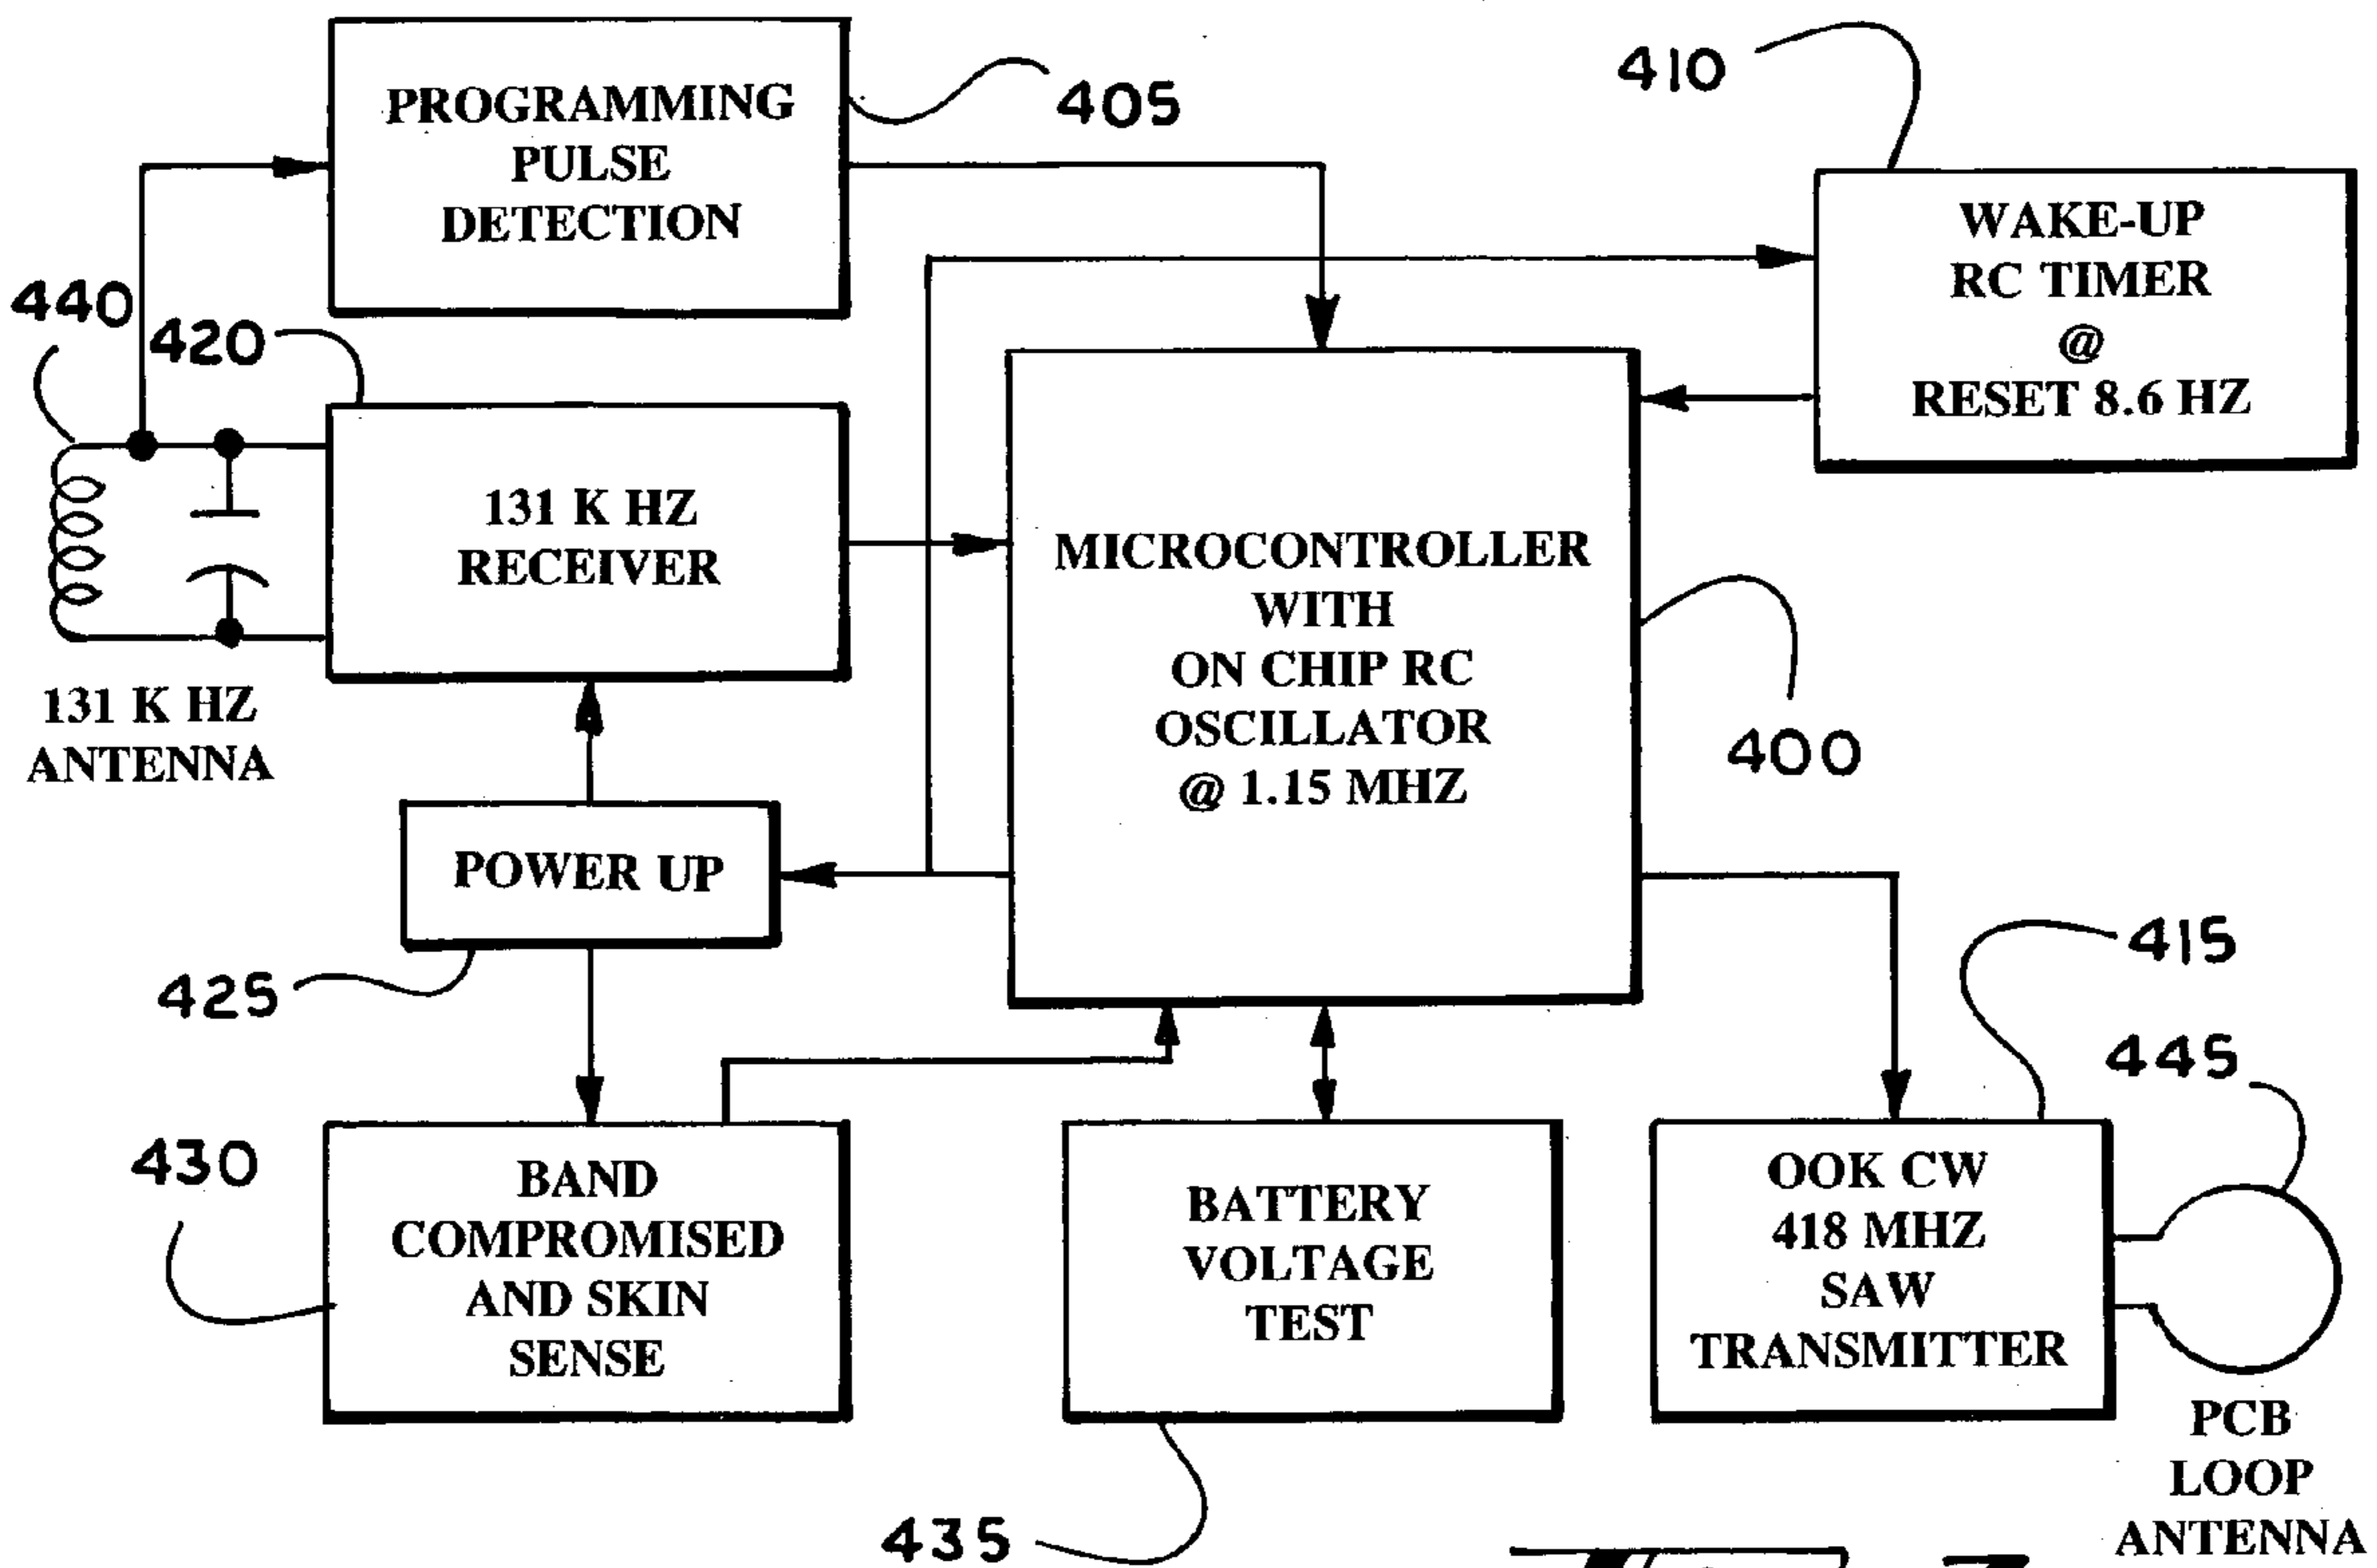 PROGRAMMING
PULSE
DETECTION
405
410
WAKE-UP
RC TIMER
@
RESET 8.6 HZ
440
420
131 K HZ
RECEIVER
131 K HZ
ANTENNA
MICROCONTROLLER
WITH
ON CHIP RC
OSCILLATOR
@ 1.15 MHZ
400
POWER UP
425
415
445
430
BAND
COMPROMISED
AND SKIN
SENSE
BATTERY
VOLTAGE
TEST
OOK CW
418 MHZ
SAW
TRANSMITTER
PCB
LOOP
ANTENNA
435